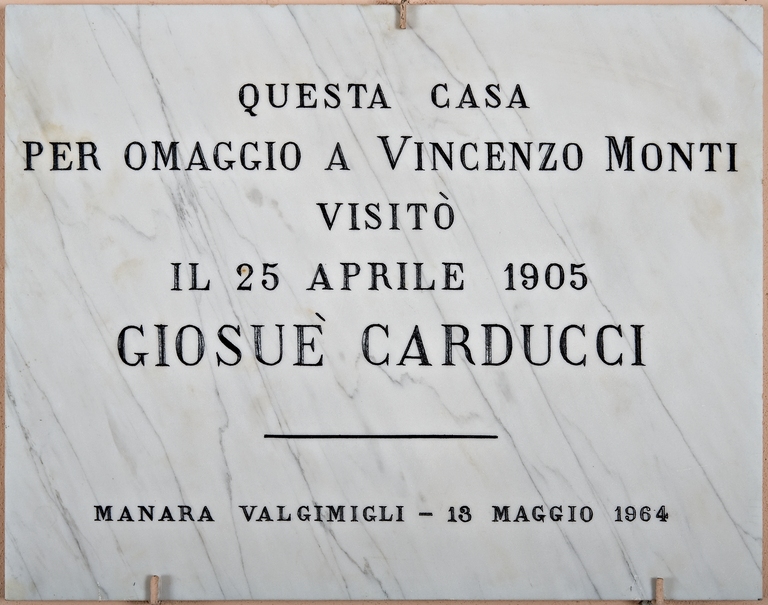 QUESTA CASA
PER OMAGGIO A VINCENZO MONTI
VISITÒ
IL 25 APRILE 1905
GIOSUÈ CARDUCCI
MANARA VALGIMIGLI - 13 MAGGIO 1964